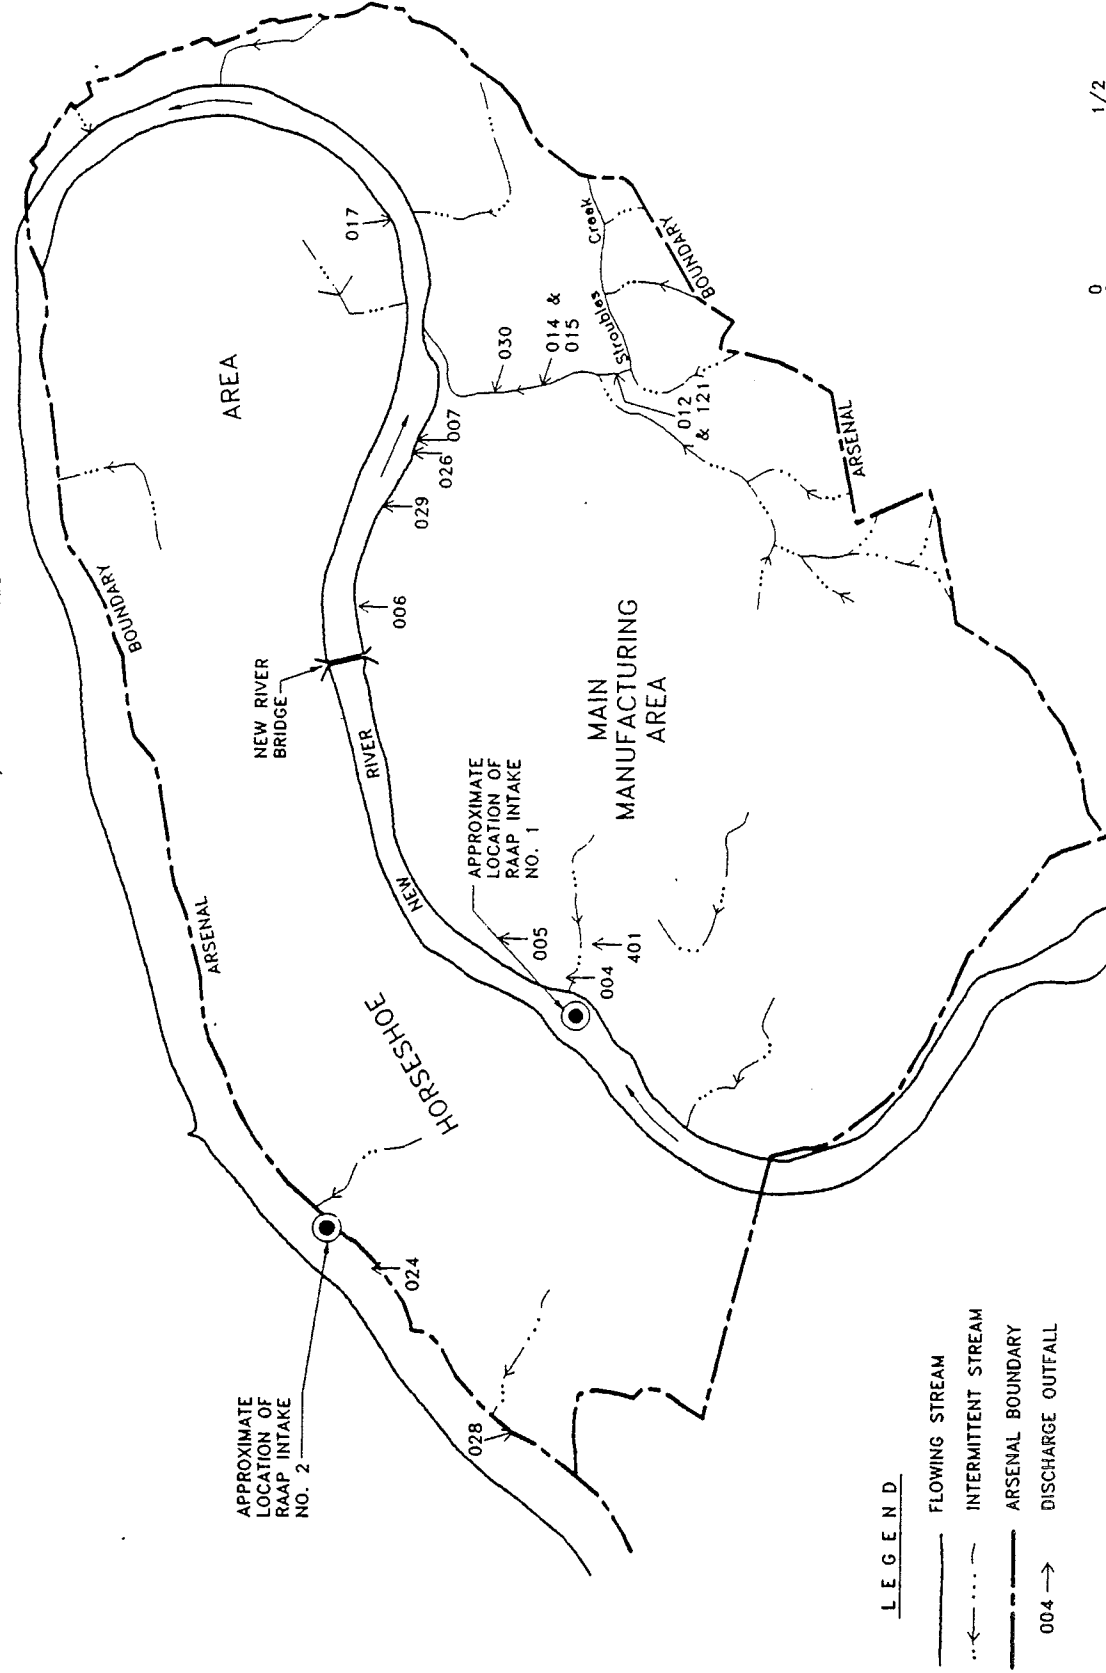 APPROXIMATE
LOCATION OF
RAAP INTAKE
NO. 2
028
024
HORSESHOE
ARSENAL
BOUNDARY
AREA
NEW RIVER
BRIDGE
APPROXIMATE
LOCATION OF
RAAP INTAKE
NO. 1
NEW
RIVER
004
401
005
006
029
026
007
017
030
014 &
015
012
& 121
Stroubles
Creek
MAIN
MANUFACTURING
AREA
ARSENAL
BOUNDARY
0
1/2
LEGEND
FLOWING STREAM
INTERMITTENT STREAM
ARSENAL BOUNDARY
004 → DISCHARGE OUTFALL